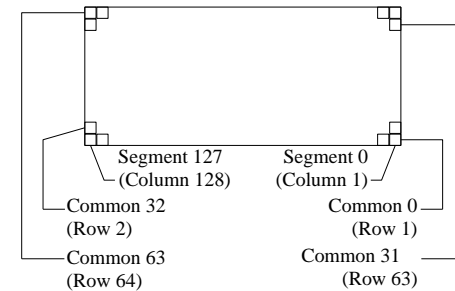 Segment 127
(Column 128)
Segment 0
(Column 1)
Common 32
(Row 2)
Common 0
(Row 1)
Common 63
(Row 64)
Common 31
(Row 63)